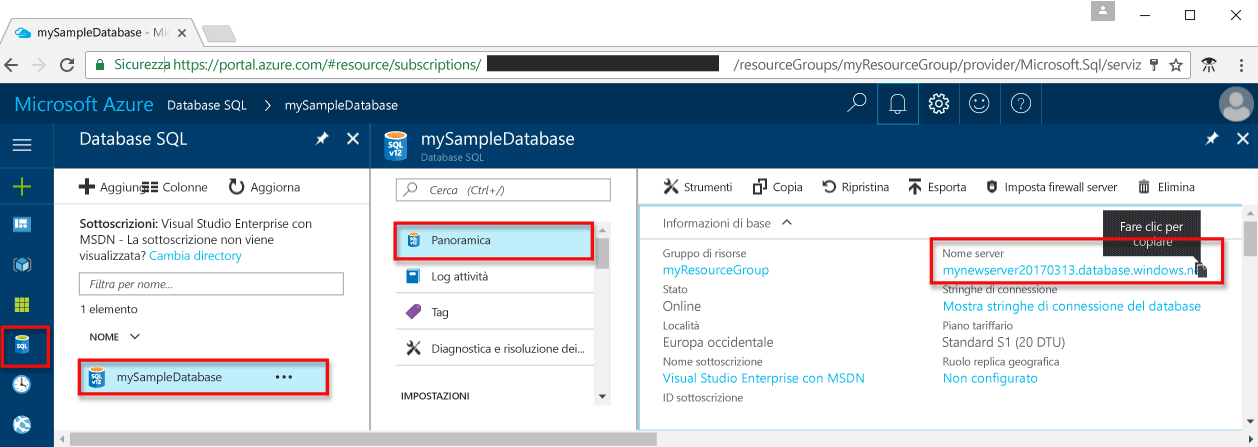 mySampleDatabase - Mi
Sicurezza https://portal.azure.com/#resource/subscriptions/ /resourceGroups/myResourceGroup/provider/Microsoft.Sql/serviz
Microsoft Azure Database SQL > mySampleDatabase
Database SQL
Aggiung Colonne Aggiorna
Sottoscrizioni: Visual Studio Enterprise con
MSDN - La sottoscrizione non viene
visualizzata? Cambia directory
Filtra per nome...
1 elemento
NOME
SQL v12 mySampleDatabase ...
SQL v12
mySampleDatabase
Database SQL
Cerca (Ctrl+/)
Panoramica
Log attività
Tag
Diagnostica e risoluzione dei...
IMPOSTAZIONI
Strumenti Copia Ripristina Esporta Imposta firewall server Elimina
Informazioni di base
Fare clic per
copiare
Gruppo di risorse
myResourceGroup
Stato
Online
Località
Europa occidentale
Nome sottoscrizione
Visual Studio Enterprise con MSDN
ID sottoscrizione
Nome server
mynewserver20170313.database.windows.n
Stringhe di connessione
Mostra stringhe di connessione del database
Piano tariffario
Standard S1 (20 DTU)
Ruolo replica geografica
Non configurato